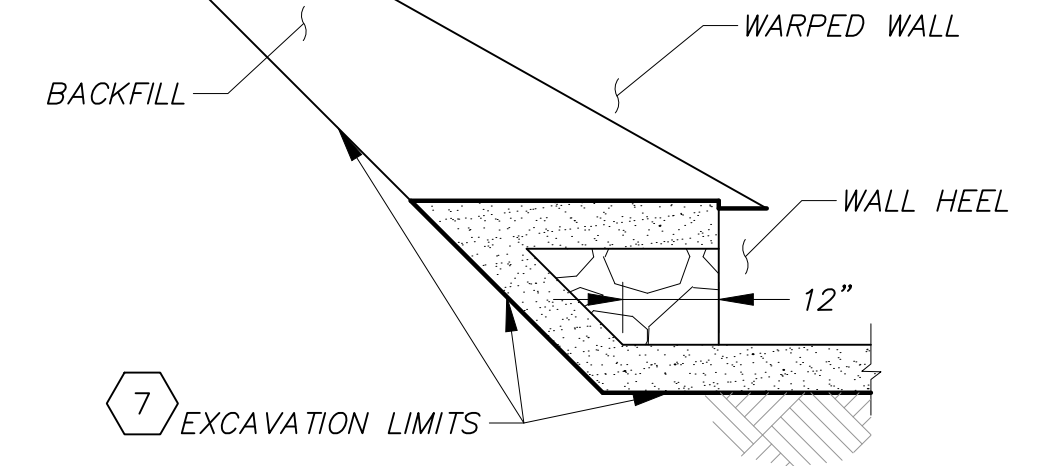 WARPED WALL
BACKFILL
WALL HEEL
12”
7
EXCAVATION LIMITS